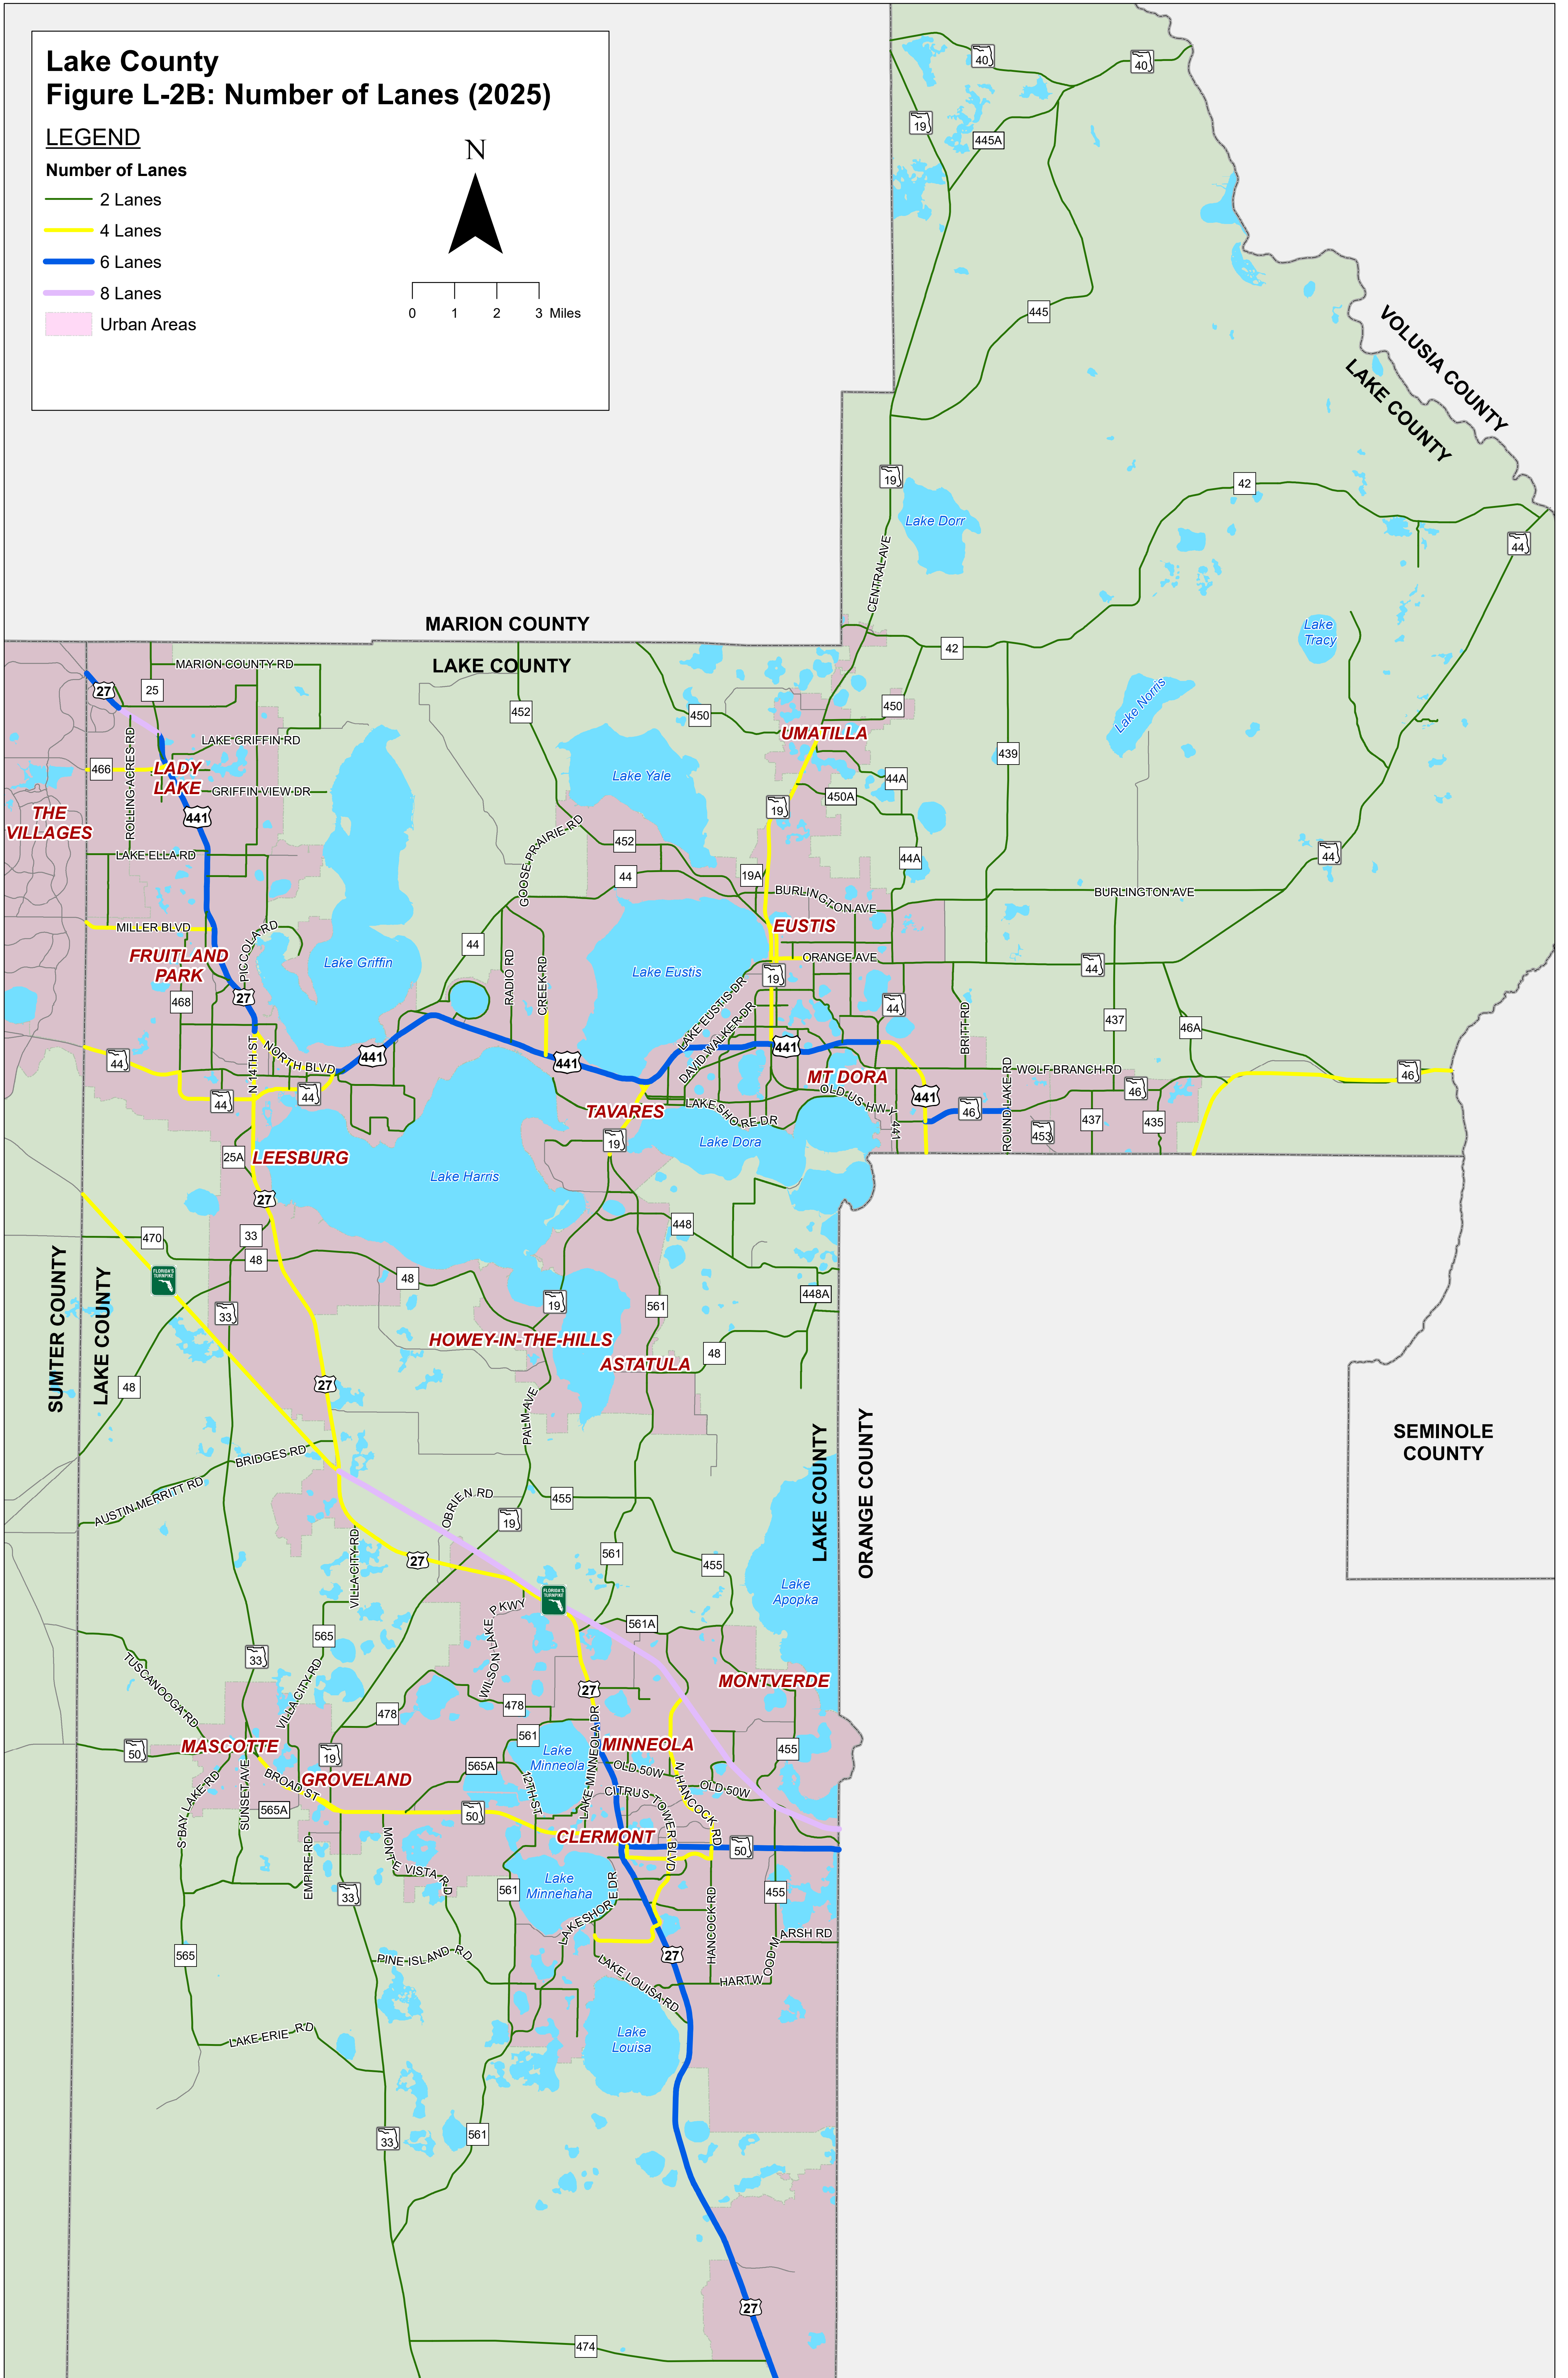 Lake County
Figure L-2B: Number of Lanes (2025)
LEGEND
Number of Lanes
2 Lanes
4 Lanes
6 Lanes
8 Lanes
Urban Areas
N
0 1 2 3 Miles
40
40
19
445A
445
VOLUSIA COUNTY
LAKE COUNTY
19
42
Lake Dorr
44
CENTRAL AVE
MARION COUNTY
LAKE COUNTY
Lake
Tracy
42
MARION COUNTY RD
27
25
452
450
450
Lake Norris
UMATILLA
439
ROLLING ACRES RD
LAKE GRIFFIN RD
466
LADY
LAKE
Lake Yale
44A
GRIFFIN VIEW DR
450A
19
THE
VILLAGES
441
GOOSE PRAIRIE RD
452
44
LAKE ELLA RD
44A
44
19A
BURLINGTON AVE
BURLINGTON AVE
MILLER BLVD
EUSTIS
PICCOLA RD
FRUITLAND
PARK
44
Lake Griffin
ORANGE AVE
44
Lake Eustis
RADIO RD
CREEK RD
19
LAKE EUSTIS DR
27
468
44
DAVID WALKER DR
BRITT RD
437
46A
N 14TH ST
NORTH BLVD
441
441
441
44
WOLF BRANCH RD
46
MT DORA
ROUND LAKE RD
46
44
44
441
OLD US HWY 441
46
TAVARES
LAKESHORE DR
437
435
453
19
Lake Dora
25A
LEESBURG
Lake Harris
27
448
470
33
48
FLORIDA'S
TURNPIKE
48
448A
19
561
33
SUMTER COUNTY
LAKE COUNTY
HOWEY-IN-THE-HILLS
48
ASTATULA
27
48
PALM AVE
LAKE COUNTY
ORANGE COUNTY
SEMINOLE
COUNTY
BRIDGES RD
AUSTIN MERRITT RD
OBRIEN RD
455
19
VILLA CITY RD
27
561
455
Lake
Apopka
FLORIDA'S
TURNPIKE
P KWY
561A
565
WILSON LAKE
33
TUSCANOOGA RD
VILLA CITY RD
MONTVERDE
27
478
478
561
LAKE MINNEOLA DR
MASCOTTE
50
19
Lake
Minneola
MINNEOLA
455
565A
OLD 50W
N HANCOCK RD
GROVELAND
BROAD ST
S BAY LAKE RD
SUNSET AVE
565A
12TH ST
CITRUS TOWER BLVD
OLD 50W
50
CLERMONT
50
EMPIRE RD
MONTE VISTA RD
Lake
Minnehaha
561
33
455
LAKESHORE DR
HANCOCK RD
MARSH RD
565
PINE ISLAND RD
27
LAKE LOUISA RD
HARTWOOD
LAKE ERIE RD
Lake
Louisa
33
561
27
474